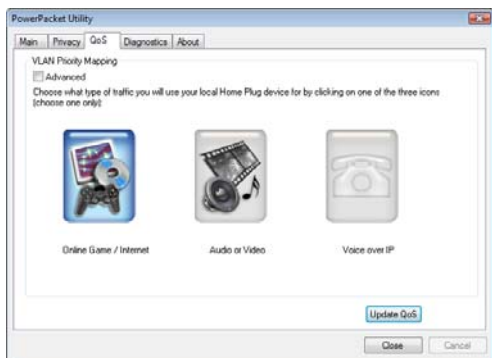 PowerPacket Utility
Main Privacy QoS Diagnostics About
VLAN Priority Mapping
Advanced
Choose what type of traffic you will use your local Home Plug device for by clicking on one of the three icons
(choose one only):
Online Game / Internet Audio or Video Voice over IP
Update QoS
Close Cancel